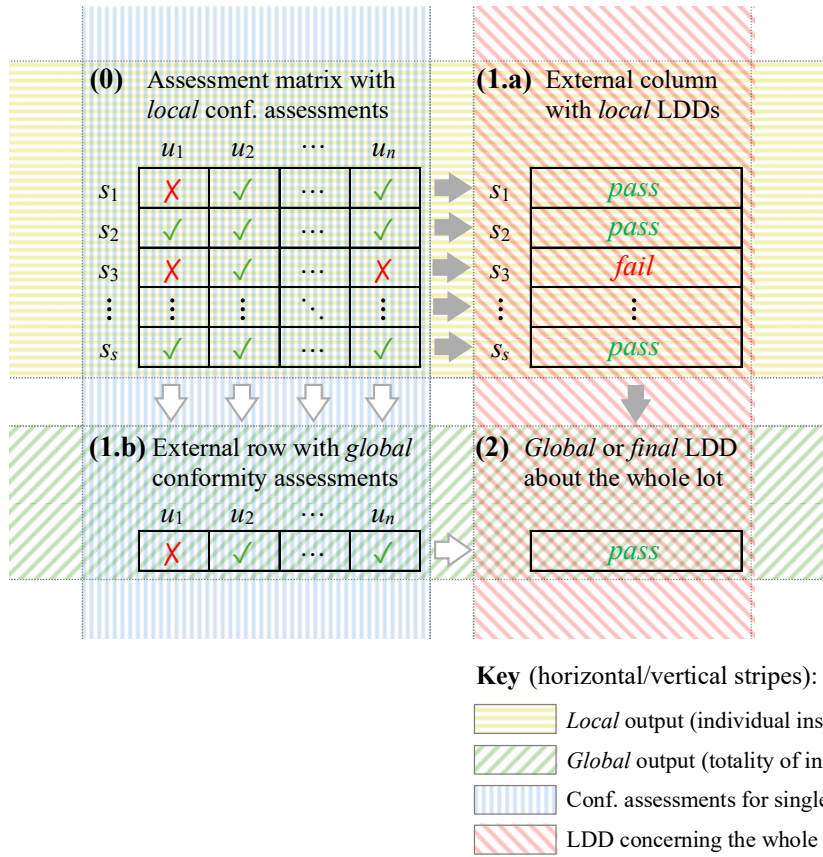 (0) Assessment matrix with
local conf. assessments
u1 u2 ⋯ un
s1 ✗ ✓ ⋯ ✓
s2 ✓ ✓ ⋯ ✓
s3 ✗ ✓ ⋯ ✗
⋮ ⋮ ⋮ ⋱ ⋮
ss ✓ ✓ ⋯ ✓
(1.a) External column
with local LDDs
s1 pass
s2 pass
s3 fail
⋮ ⋮
ss pass
(1.b) External row with global
conformity assessments
u1 u2 ⋯ un
✗ ✓ ⋯ ✓
(2) Global or final LDD
about the whole lot
pass
Key (horizontal/vertical stripes):
Local output (individual ins
Global output (totality of in
Conf. assessments for single
LDD concerning the whole